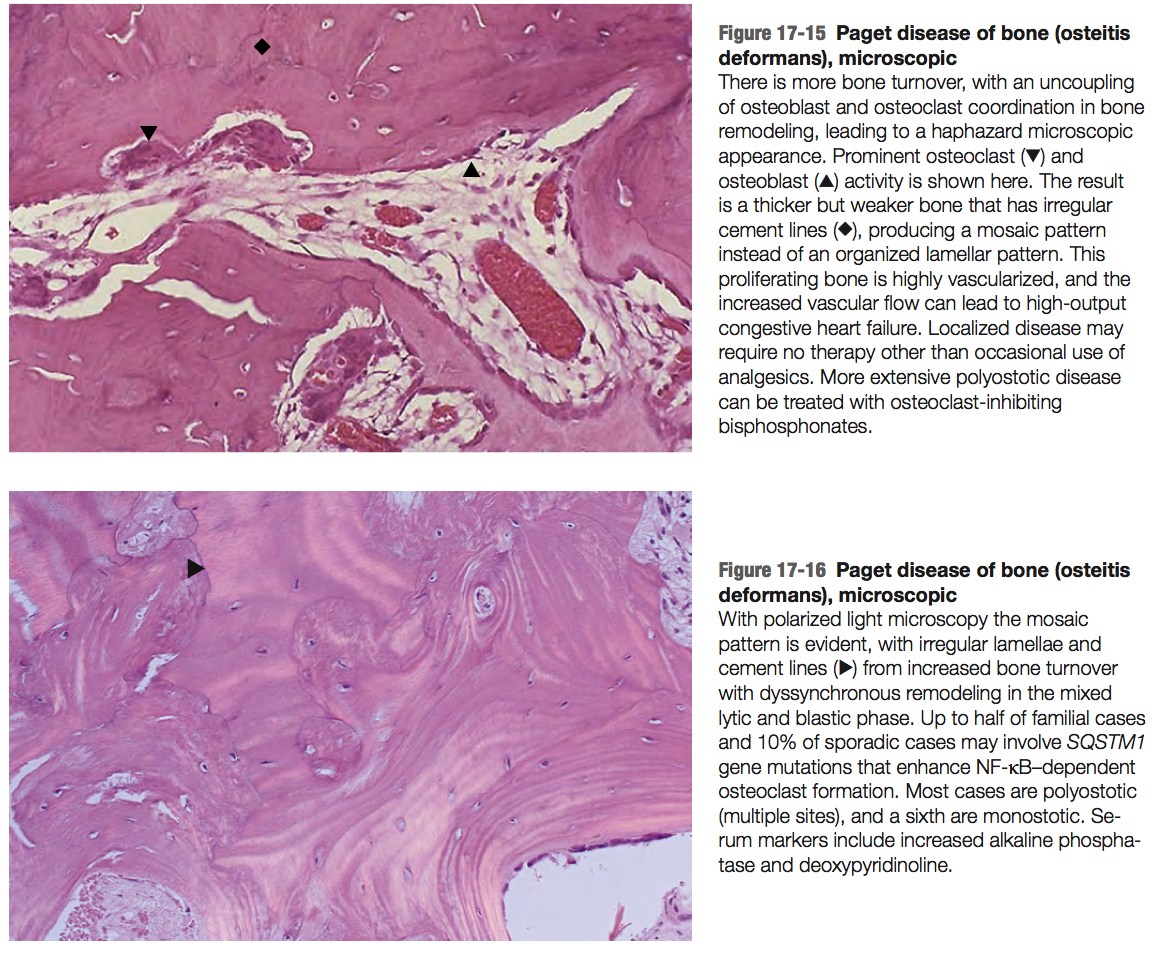 Figure 17-15 Paget disease of bone (osteitis
deformans), microscopic
There is more bone turnover, with an uncoupling
of osteoblast and osteoclast coordination in bone
remodeling, leading to a haphazard microscopic
appearance. Prominent osteoclast (▼) and
osteoblast (▲) activity is shown here. The result
is a thicker but weaker bone that has irregular
cement lines (◆), producing a mosaic pattern
instead of an organized lamellar pattern. This
proliferating bone is highly vascularized, and the
increased vascular flow can lead to high-output
congestive heart failure. Localized disease may
require no therapy other than occasional use of
analgesics. More extensive polyostotic disease
can be treated with osteoclast-inhibiting
bisphosphonates.
Figure 17-16 Paget disease of bone (osteitis
deformans), microscopic
With polarized light microscopy the mosaic
pattern is evident, with irregular lamellae and
cement lines (▶) from increased bone turnover
with dyssynchronous remodeling in the mixed
lytic and blastic phase. Up to half of familial cases
and 10% of sporadic cases may involve SQSTM1
gene mutations that enhance NF-κB–dependent
osteoclast formation. Most cases are polyostotic
(multiple sites), and a sixth are monostotic. Se-
rum markers include increased alkaline phospha-
tase and deoxypyridinoline.